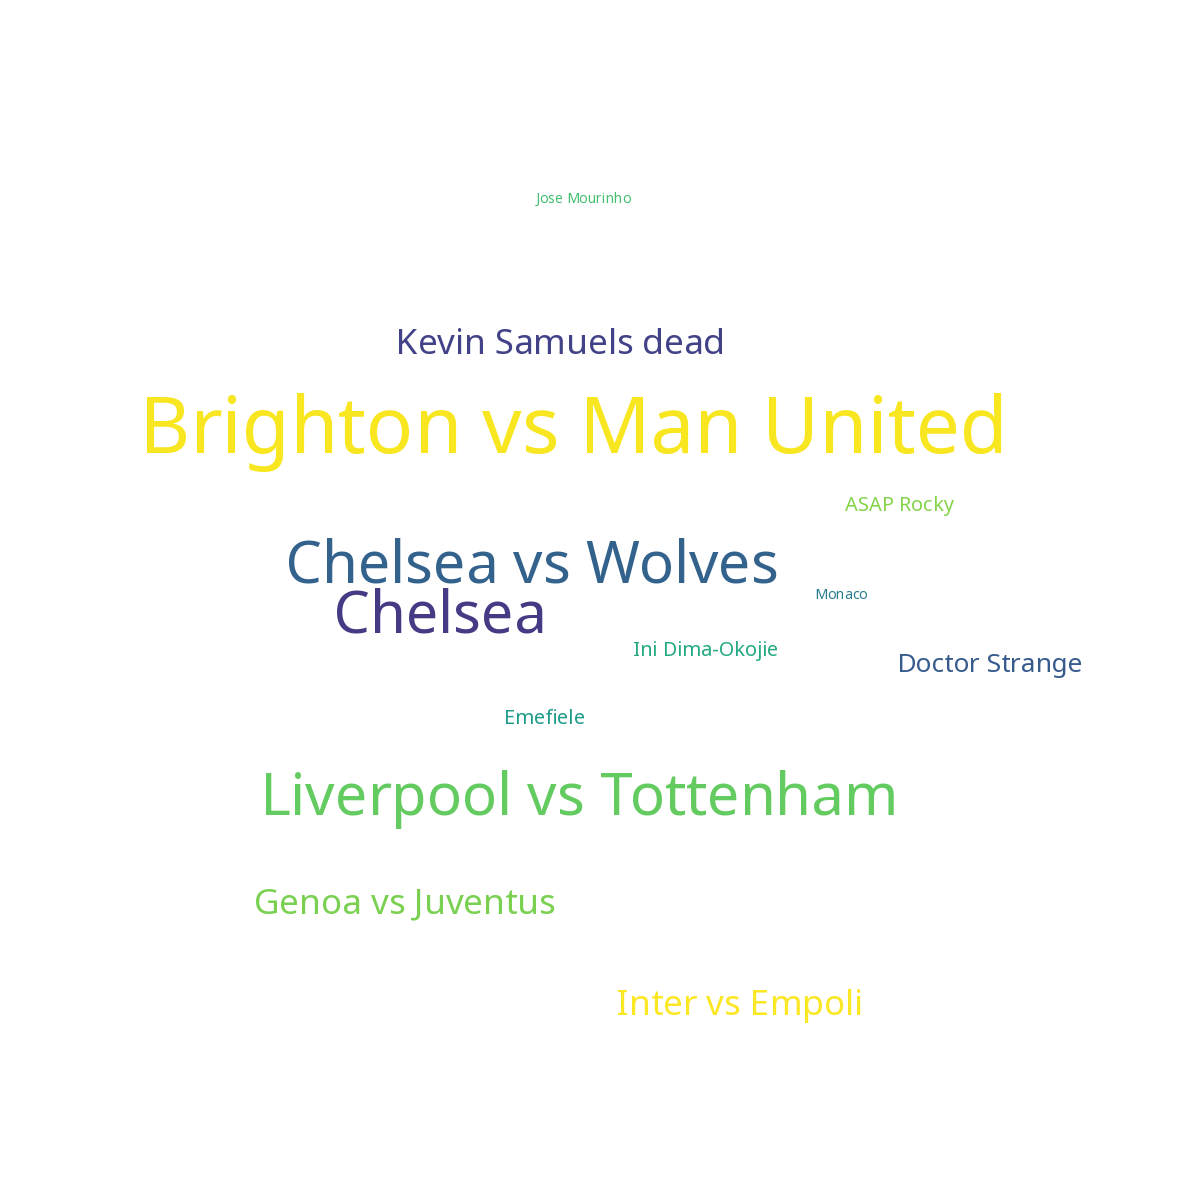 Jose Mourinho
Kevin Samuels dead
Brighton vs Man United
ASAP Rocky
Chelsea vs Wolves
Monaco
Chelsea
Ini Dima-Okojie
Doctor Strange
Emefiele
Liverpool vs Tottenham
Genoa vs Juventus
Inter vs Empoli